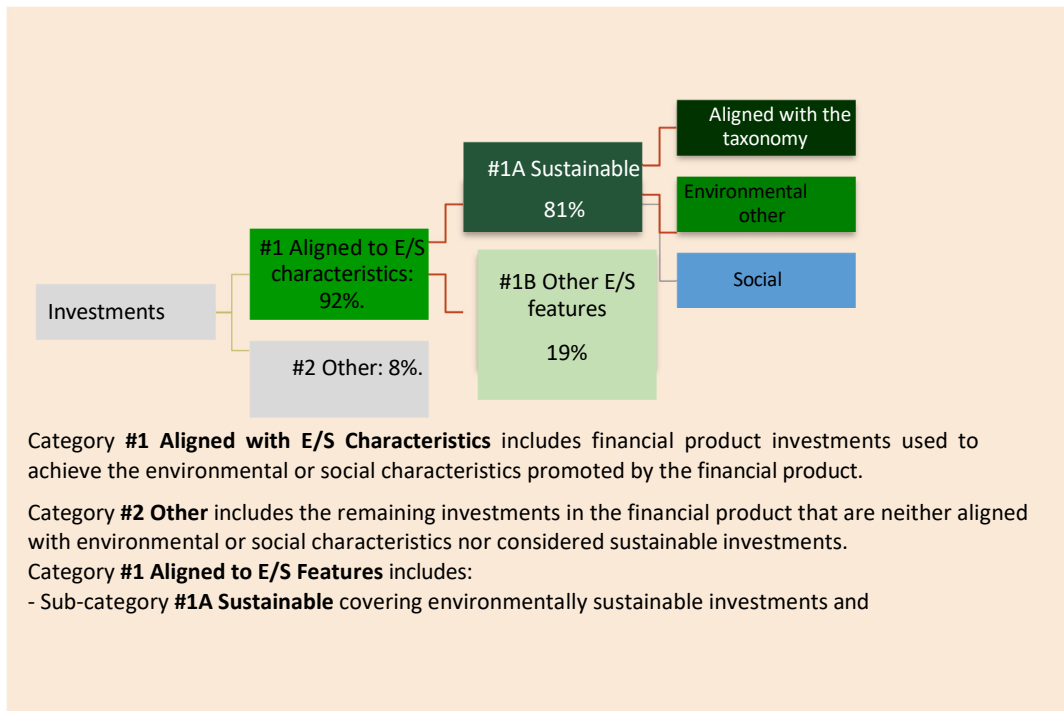 Aligned with the
taxonomy
#1A Sustainable
81%
Environmental
other
#1 Aligned to E/S
characteristics:
92%.
#1B Other E/S
features
19%
Social
Investments
#2 Other: 8%.
Category #1 Aligned with E/S Characteristics includes financial product investments used to
achieve the environmental or social characteristics promoted by the financial product.
Category #2 Other includes the remaining investments in the financial product that are neither aligned
with environmental or social characteristics nor considered sustainable investments.
Category #1 Aligned to E/S Features includes:
- Sub-category #1A Sustainable covering environmentally sustainable investments and